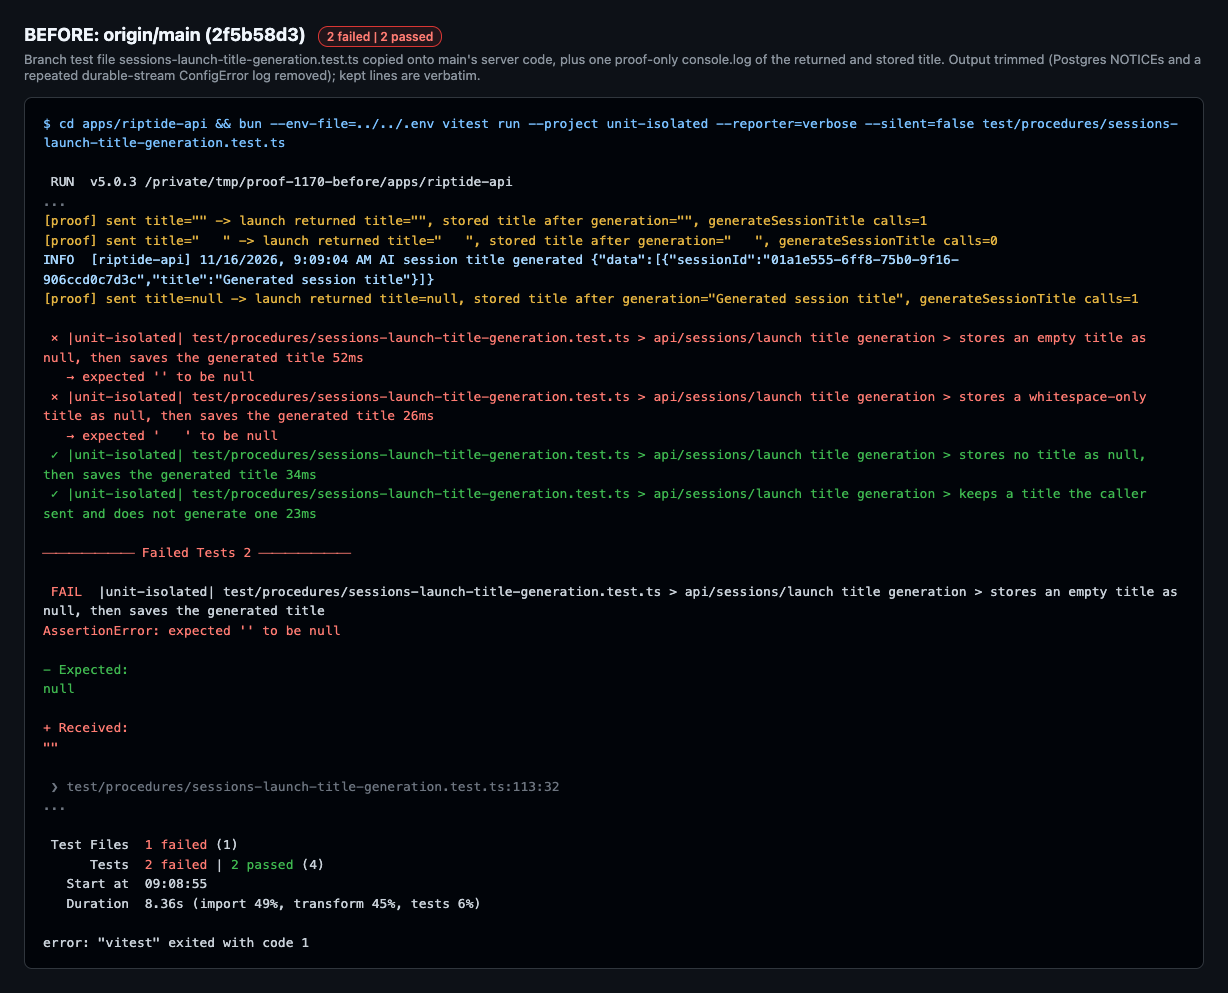 BEFORE: origin/main (2f5b58d3) 2 failed | 2 passed
Branch test file sessions-launch-title-generation.test.ts copied onto main's server code, plus one proof-only console.log of the returned and stored title. Output trimmed (Postgres NOTICEs and a
repeated durable-stream ConfigError log removed); kept lines are verbatim.
$ cd apps/riptide-api && bun --env-file=../../.env vitest run --project unit-isolated --reporter=verbose --silent=false test/procedures/sessions-
launch-title-generation.test.ts
RUN  v5.0.3 /private/tmp/proof-1170-before/apps/riptide-api
...
[proof] sent title="" -> launch returned title="", stored title after generation="", generateSessionTitle calls=1
[proof] sent title="   " -> launch returned title="   ", stored title after generation="   ", generateSessionTitle calls=0
INFO  [riptide-api] 11/16/2026, 9:09:04 AM AI session title generated {"data":[{"sessionId":"01a1e555-6ff8-75b0-9f16-
906ccd0c7d3c","title":"Generated session title"}]}
[proof] sent title=null -> launch returned title=null, stored title after generation="Generated session title", generateSessionTitle calls=1
× |unit-isolated| test/procedures/sessions-launch-title-generation.test.ts > api/sessions/launch title generation > stores an empty title as
null, then saves the generated title 52ms
→ expected '' to be null
× |unit-isolated| test/procedures/sessions-launch-title-generation.test.ts > api/sessions/launch title generation > stores a whitespace-only
title as null, then saves the generated title 26ms
→ expected '   ' to be null
✓ |unit-isolated| test/procedures/sessions-launch-title-generation.test.ts > api/sessions/launch title generation > stores no title as null,
then saves the generated title 34ms
✓ |unit-isolated| test/procedures/sessions-launch-title-generation.test.ts > api/sessions/launch title generation > keeps a title the caller
sent and does not generate one 23ms
──────────── Failed Tests 2 ────────────
FAIL  |unit-isolated| test/procedures/sessions-launch-title-generation.test.ts > api/sessions/launch title generation > stores an empty title as
null, then saves the generated title
AssertionError: expected '' to be null
- Expected:
null
+ Received:
""
❯ test/procedures/sessions-launch-title-generation.test.ts:113:32
...
Test Files  1 failed (1)
Tests  2 failed | 2 passed (4)
Start at  09:08:55
Duration  8.36s (import 49%, transform 45%, tests 6%)
error: "vitest" exited with code 1